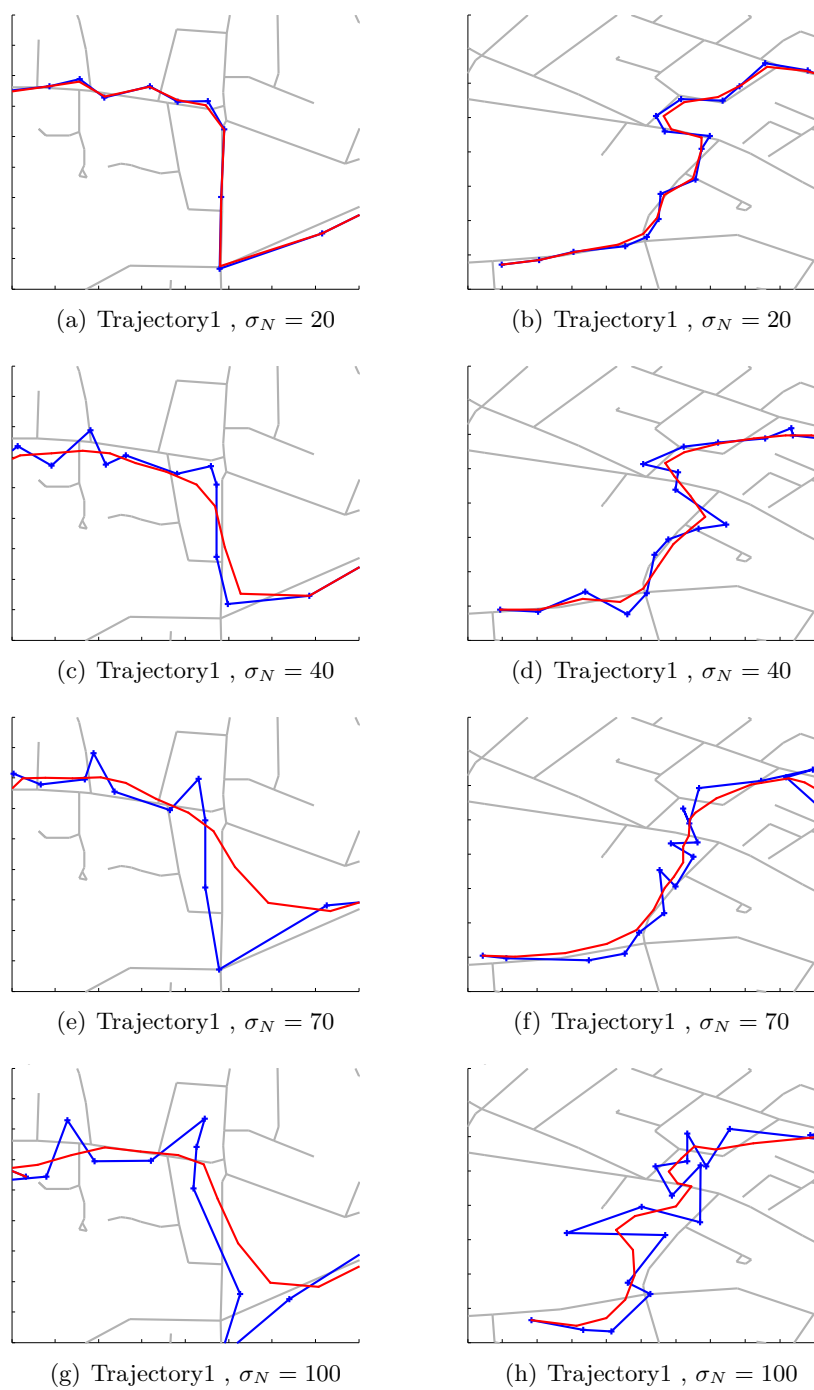 (a) Trajectory1 , σ_N = 20
(b) Trajectory1 , σ_N = 20
(c) Trajectory1 , σ_N = 40
(d) Trajectory1 , σ_N = 40
(e) Trajectory1 , σ_N = 70
(f) Trajectory1 , σ_N = 70
(g) Trajectory1 , σ_N = 100
(h) Trajectory1 , σ_N = 100